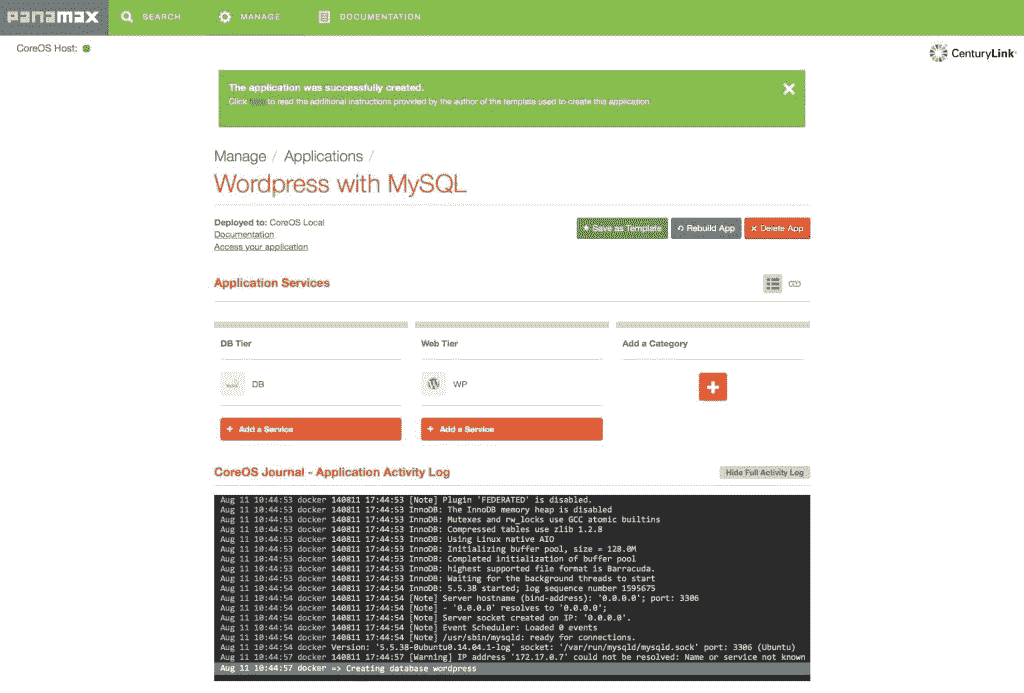 panamax
SEARCH
MANAGE
DOCUMENTATION
CoreOS Host:
CenturyLink
The application was successfully created.
Click to read the additional instructions provided by the author of the template used to create this application.
Manage / Applications /
Wordpress with MySQL
Deployed to: CoreOS Local
Documentation
Access your application
Save as Template
Rebuild App
Delete App
Application Services
DB Tier
Web Tier
Add a Category
DB
WP
+ Add a Service
+ Add a Service
CoreOS Journal - Application Activity Log
Hide Full Activity Log
Aug 11 10:44:53 docker 140811 17:44:53 [Note] Plugin 'FEDERATED' is disabled.
Aug 11 10:44:53 docker 140811 17:44:53 InnoDB: The InnoDB memory heap is disabled
Aug 11 10:44:53 docker 140811 17:44:53 InnoDB: Mutexes and rw_locks use GCC atomic builtins
Aug 11 10:44:53 docker 140811 17:44:53 InnoDB: Compressed tables use zlib 1.2.8
Aug 11 10:44:53 docker 140811 17:44:53 InnoDB: Using Linux native AIO
Aug 11 10:44:53 docker 140811 17:44:53 InnoDB: Initializing buffer pool, size = 128.0M
Aug 11 10:44:53 docker 140811 17:44:53 InnoDB: Completed initialization of buffer pool
Aug 11 10:44:53 docker 140811 17:44:53 InnoDB: highest supported file format is Barracuda.
Aug 11 10:44:53 docker 140811 17:44:53 InnoDB: Waiting for the background threads to start
Aug 11 10:44:54 docker 140811 17:44:54 InnoDB: 5.5.38 started; log sequence number 1595675
Aug 11 10:44:54 docker 140811 17:44:54 [Note] Server hostname (bind-address): '0.0.0.0'; port: 3306
Aug 11 10:44:54 docker 140811 17:44:54 [Note] - '0.0.0.0' resolves to '0.0.0.0';
Aug 11 10:44:54 docker 140811 17:44:54 [Note] Server socket created on IP: '0.0.0.0'.
Aug 11 10:44:54 docker 140811 17:44:54 [Note] Event Scheduler: Loaded 0 events
Aug 11 10:44:54 docker 140811 17:44:54 [Note] /usr/sbin/mysqld: ready for connections.
Aug 11 10:44:54 docker Version: '5.5.38-0ubuntu0.14.04.1-log' socket: '/var/run/mysqld/mysqld.sock' port: 3306 (Ubuntu)
Aug 11 10:44:57 docker 140811 17:44:57 [Warning] IP address '172.17.0.7' could not be resolved: Name or service not known
Aug 11 10:44:57 docker => Creating database wordpress